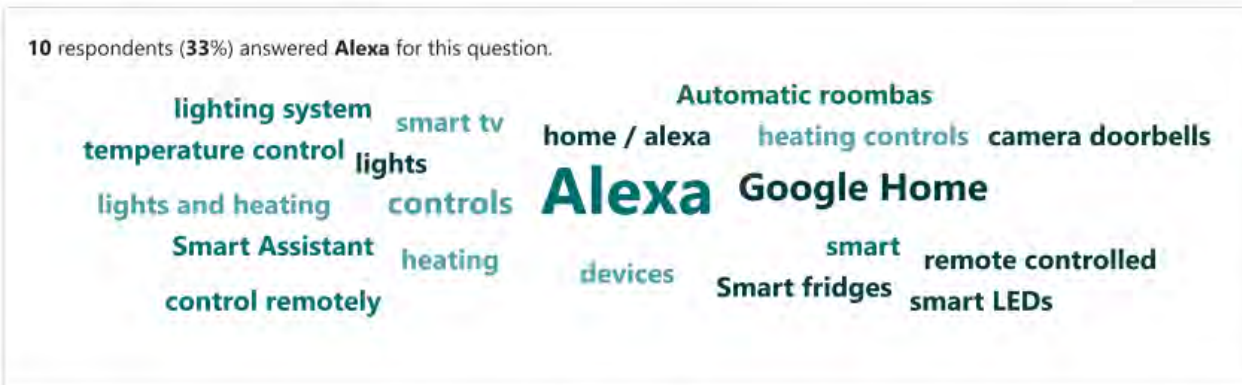 10 respondents (33%) answered Alexa for this question.
Automatic roombas
lighting system
smart tv
home / alexa
heating controls
camera doorbells
temperature control
lights
Alexa
Google Home
lights and heating
controls
Smart Assistant
heating
devices
smart
remote controlled
Smart fridges
control remotely
smart LEDs